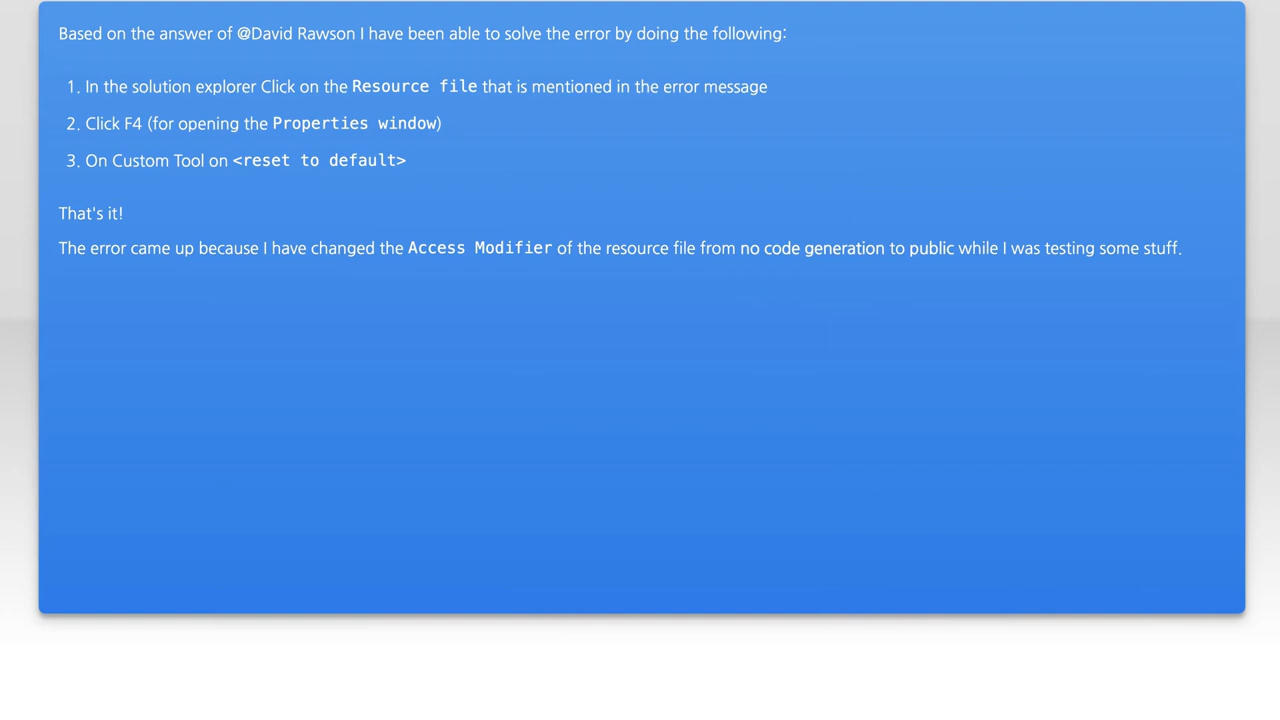 Based on the answer of @David Rawson I have been able to solve the error by doing the following:
1. In the solution explorer Click on the Resource file that is mentioned in the error message
2. Click F4 (for opening the Properties window)
3. On Custom Tool on <reset to default>
That's it!
The error came up because I have changed the Access Modifier of the resource file from no code generation to public while I was testing some stuff.